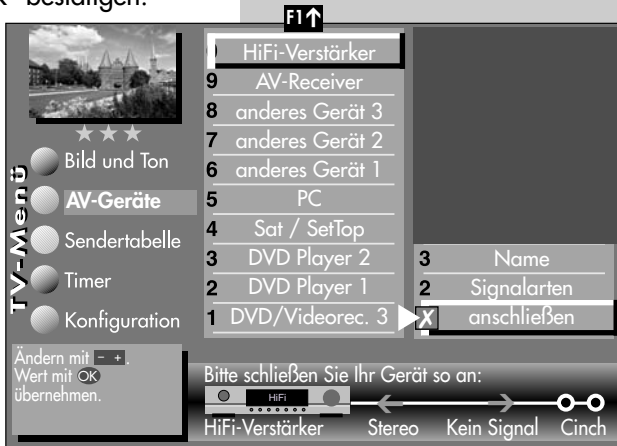 bestätigen.
F1↑
HiFi-Verstärker
9 AV-Receiver
8 anderes Gerät 3
7 anderes Gerät 2
6 anderes Gerät 1
5 PC
4 Sat / SetTop
3 DVD Player 2
2 DVD Player 1
1 DVD/Videorec. 3
TV-Menü
Bild und Ton
AV-Geräte
Sendertabelle
Timer
Konfiguration
3 Name
2 Signalarten
X anschließen
Ändern mit - + .
Wert mit OK
übernehmen.
Bitte schließen Sie Ihr Gerät so an:
HiFi
HiFi-Verstärker Stereo Kein Signal Cinch